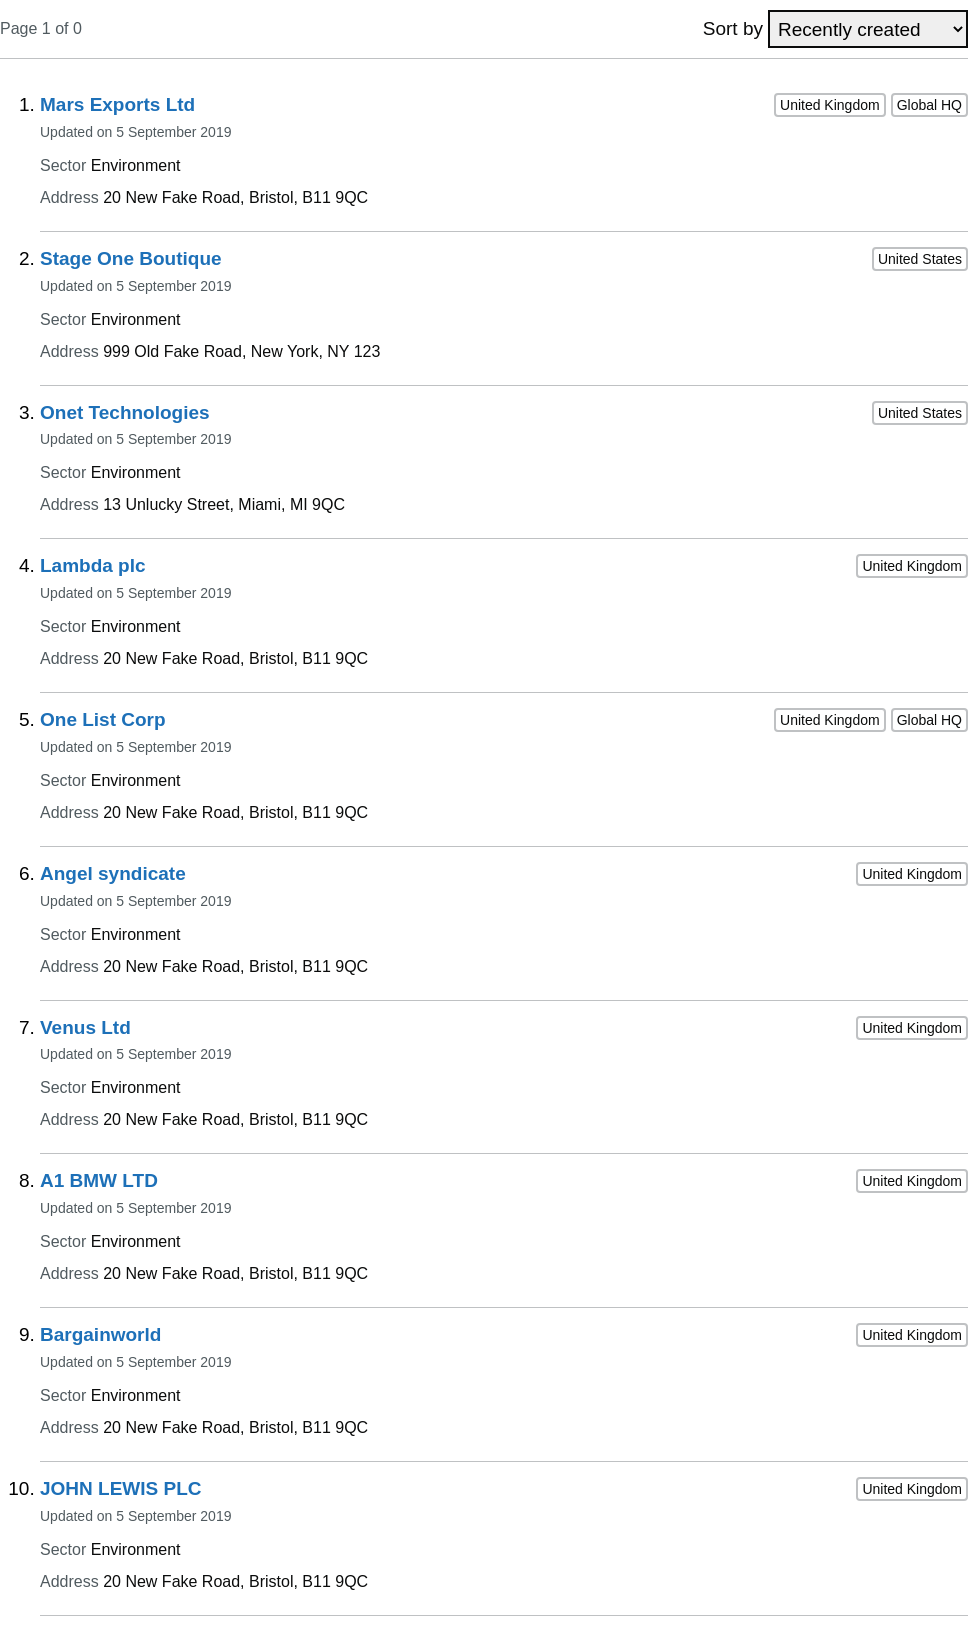 Page 1 of 0
Sort by Recently created
1. Mars Exports Ltd United Kingdom Global HQ
Updated on 5 September 2019
Sector Environment
Address 20 New Fake Road, Bristol, B11 9QC
2. Stage One Boutique United States
Updated on 5 September 2019
Sector Environment
Address 999 Old Fake Road, New York, NY 123
3. Onet Technologies United States
Updated on 5 September 2019
Sector Environment
Address 13 Unlucky Street, Miami, MI 9QC
4. Lambda plc United Kingdom
Updated on 5 September 2019
Sector Environment
Address 20 New Fake Road, Bristol, B11 9QC
5. One List Corp United Kingdom Global HQ
Updated on 5 September 2019
Sector Environment
Address 20 New Fake Road, Bristol, B11 9QC
6. Angel syndicate United Kingdom
Updated on 5 September 2019
Sector Environment
Address 20 New Fake Road, Bristol, B11 9QC
7. Venus Ltd United Kingdom
Updated on 5 September 2019
Sector Environment
Address 20 New Fake Road, Bristol, B11 9QC
8. A1 BMW LTD United Kingdom
Updated on 5 September 2019
Sector Environment
Address 20 New Fake Road, Bristol, B11 9QC
9. Bargainworld United Kingdom
Updated on 5 September 2019
Sector Environment
Address 20 New Fake Road, Bristol, B11 9QC
10. JOHN LEWIS PLC United Kingdom
Updated on 5 September 2019
Sector Environment
Address 20 New Fake Road, Bristol, B11 9QC